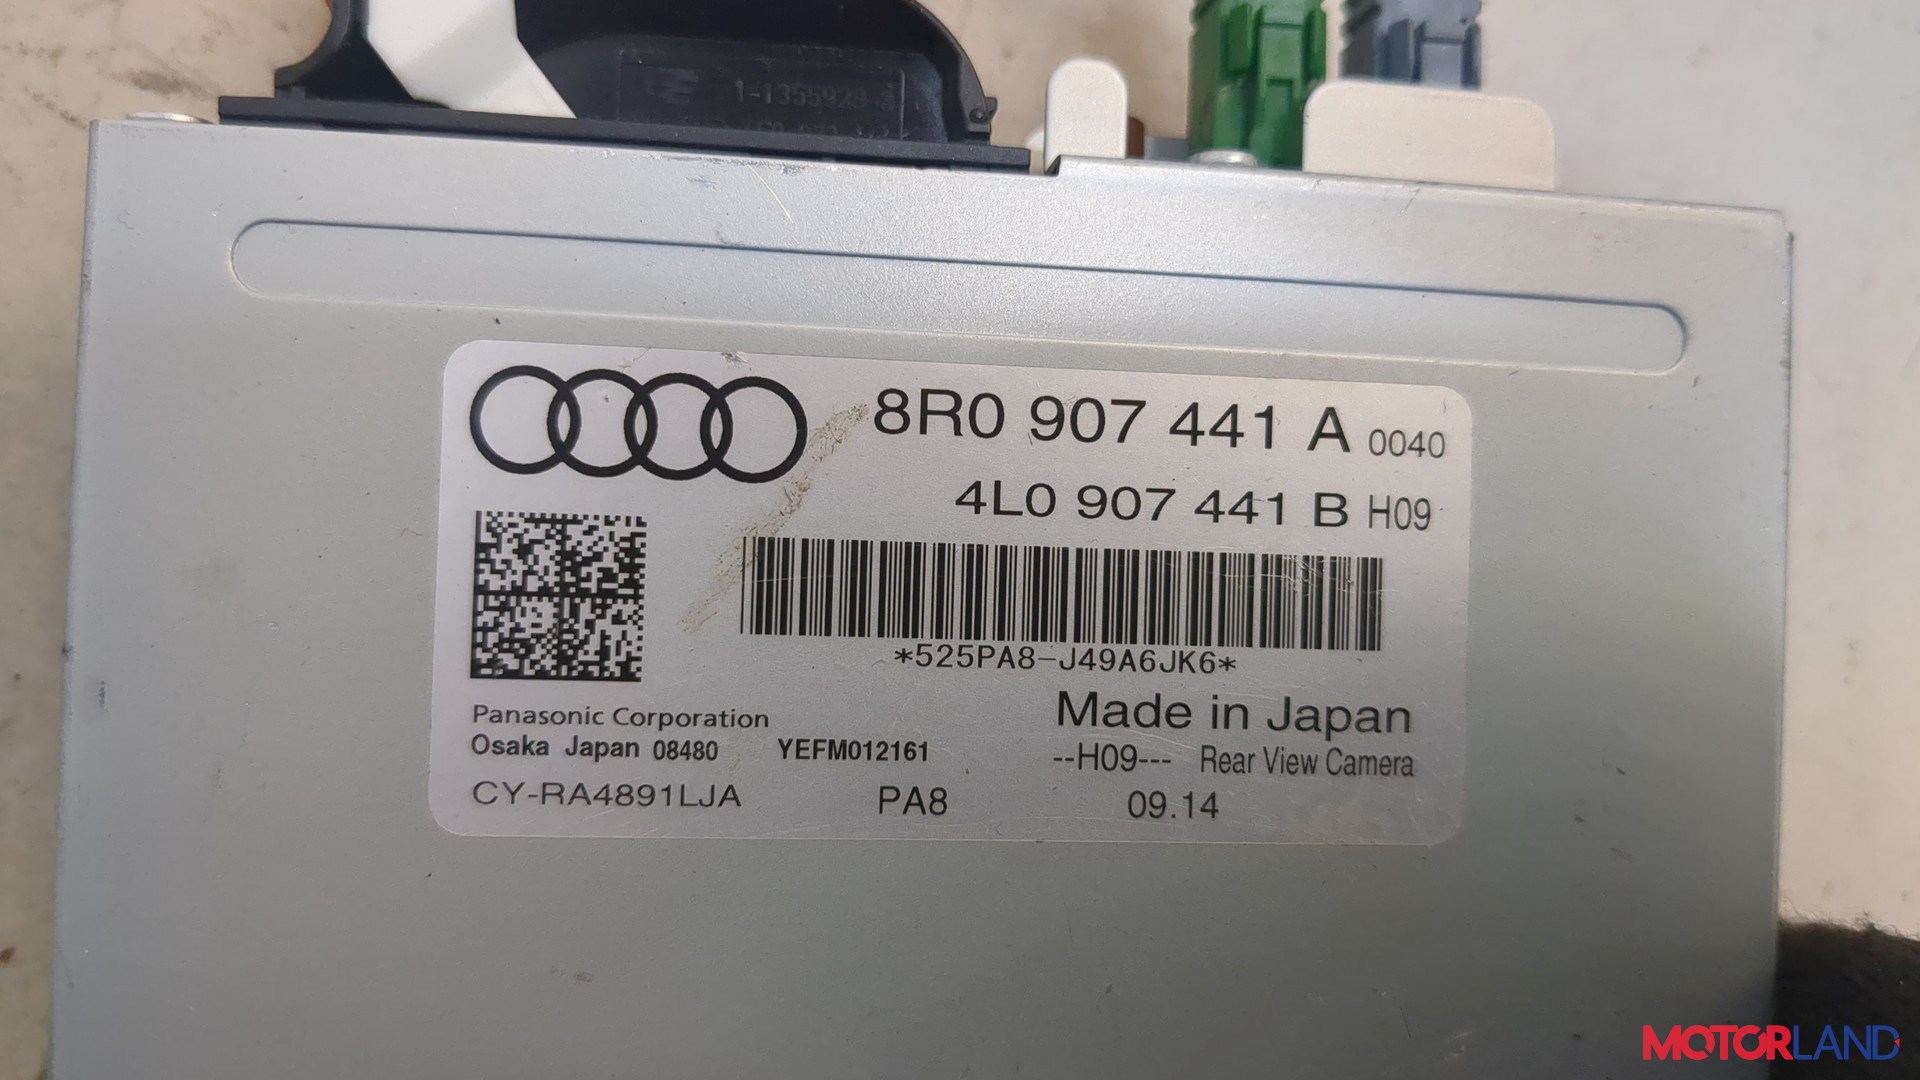 1-1355920
8R0 907 441 A 0040
4L0 907 441 B H09
*525PA8-J49A6JK6*
Panasonic Corporation
Made in Japan
Osaka Japan 08480 YEFM012161
--H09--- Rear View Camera
CY-RA4891LJA PA8 09.14
MOTORLAND